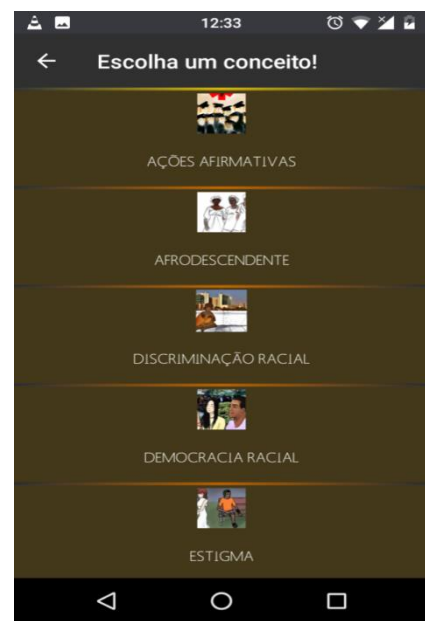 12:33
Escolha um conceito!
AÇÕES AFIRMATIVAS
AFRODESCENDENTE
DISCRIMINAÇÃO RACIAL
DEMOCRACIA RACIAL
ESTIGMA